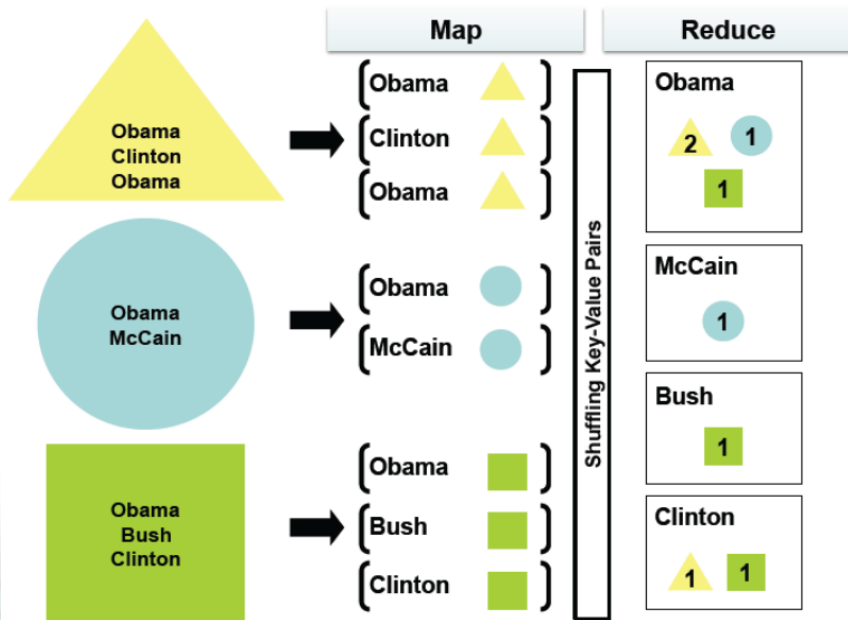 Map
Reduce
Obama
Clinton
Obama
Obama
Clinton
Obama
Obama
McCain
Obama
McCain
Obama
Bush
Clinton
Obama
Bush
Clinton
Shuffling Key-Value Pairs
Obama
2
1
1
McCain
1
Bush
1
Clinton
1
1